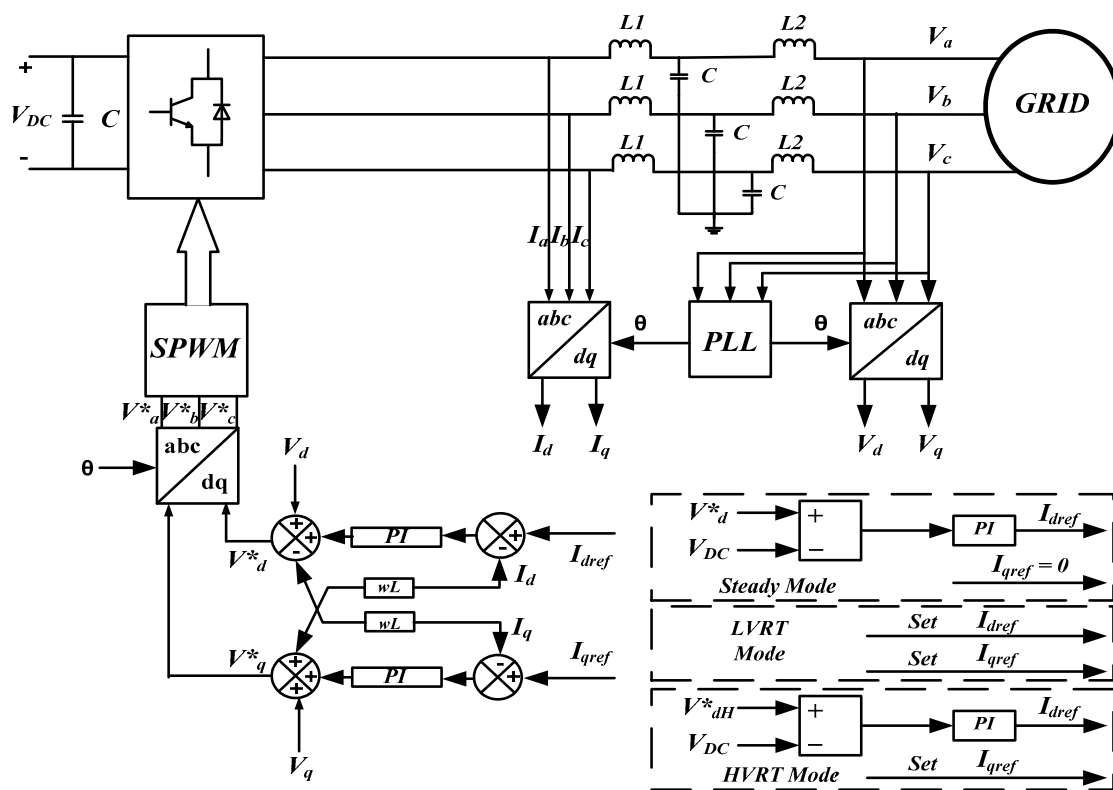 L1
L2
V_a
+
V_DC
C
-
C
L1
L2
V_b
GRID
C
L1
L2
V_c
C
I_a I_b I_c
SPWM
abc
dq
θ
PLL
θ
abc
dq
V*_a V*_b V*_c
I_d
I_q
V_d
V_q
θ
abc
dq
V_d
+
+
-
PI
+
-
I_dref
V*_d
I_d
wL
wL
I_q
V*_q
+
+
+
PI
-
+
I_qref
V_q
V*_d
+
PI
I_dref
V_DC
−
I_qref = 0
Steady Mode
LVRT
Mode
Set
I_dref
Set
I_qref
V*_dH
+
PI
I_dref
V_DC
−
HVRT Mode
Set
I_qref